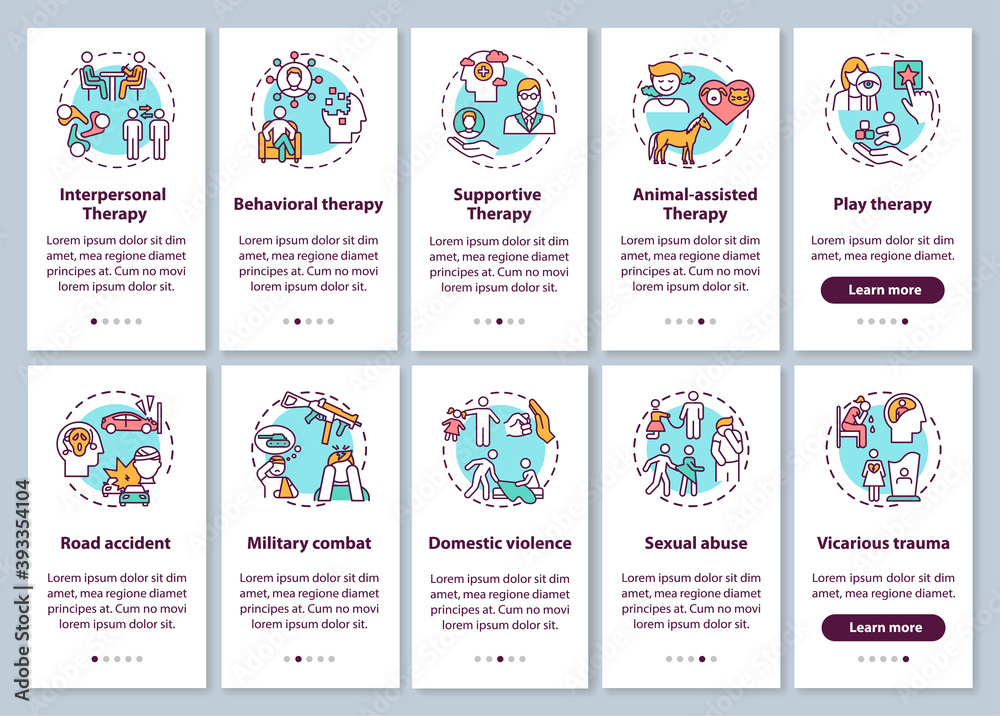 Interpersonal
Therapy
Lorem ipsum dolor sit dim
amet, mea regione diamet
principes at. Cum no movi
lorem ipsum dolor sit.
Behavioral therapy
Lorem ipsum dolor sit dim
amet, mea regione diamet
principes at. Cum no movi
lorem ipsum dolor sit.
Supportive
Therapy
Lorem ipsum dolor sit dim
amet, mea regione diamet
principes at. Cum no movi
lorem ipsum dolor sit.
Animal-assisted
Therapy
Lorem ipsum dolor sit dim
amet, mea regione diamet
principes at. Cum no movi
lorem ipsum dolor sit.
Play therapy
Lorem ipsum dolor sit dim
amet, mea regione diamet.
Learn more
Road accident
Lorem ipsum dolor sit dim
amet, mea regione diamet
principes at. Cum no movi
lorem ipsum dolor sit.
Military combat
Lorem ipsum dolor sit dim
amet, mea regione diamet
principes at. Cum no movi
lorem ipsum dolor sit.
Domestic violence
Lorem ipsum dolor sit dim
amet, mea regione diamet
principes at. Cum no movi
lorem ipsum dolor sit.
Sexual abuse
Lorem ipsum dolor sit dim
amet, mea regione diamet
principes at. Cum no movi
lorem ipsum dolor sit.
Vicarious trauma
Lorem ipsum dolor sit dim
amet, mea regione diamet.
Learn more
Adobe Stock | #393354104